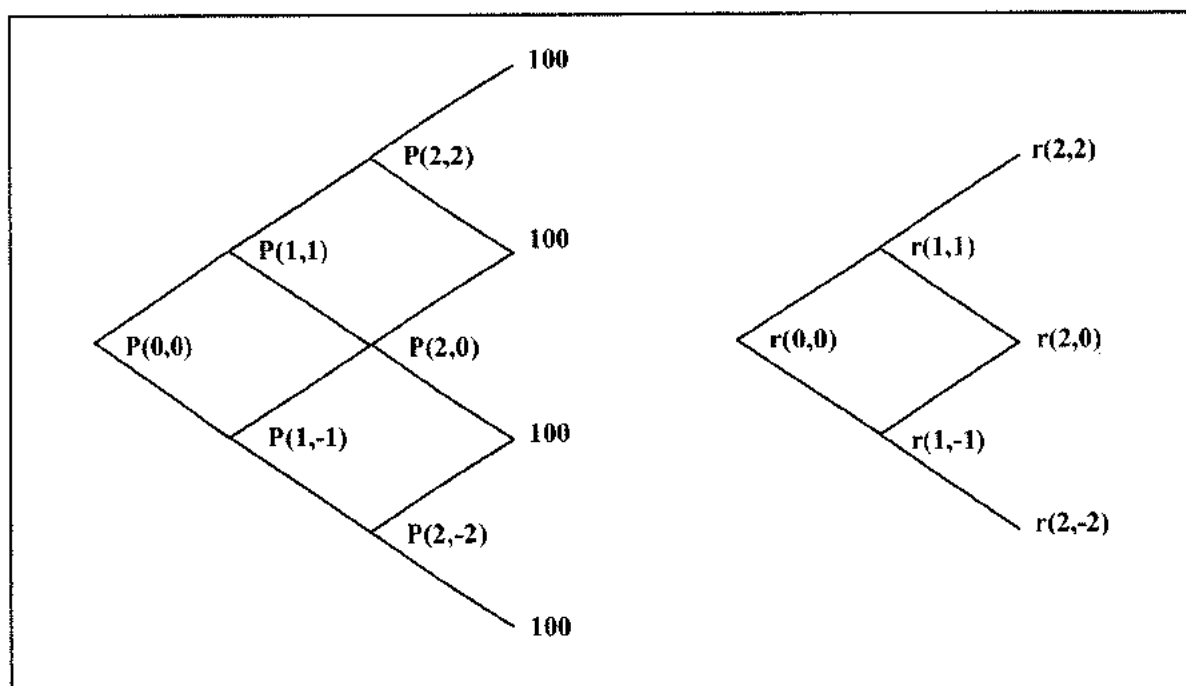 100
P(2,2)
r(2,2)
100
P(1,1)
r(1,1)
P(0,0)
P(2,0)
r(0,0)
r(2,0)
P(1,-1)
100
r(1,-1)
P(2,-2)
r(2,-2)
100